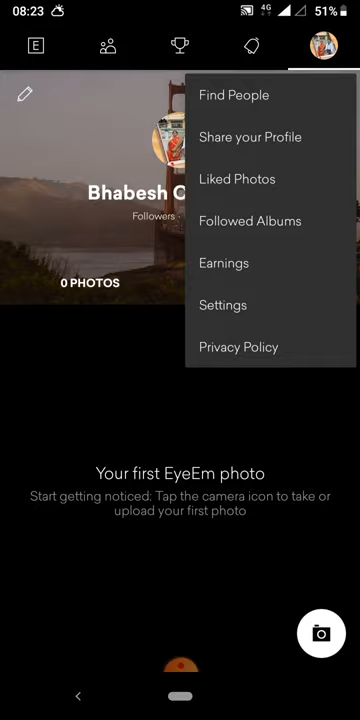 08:23
4G
51%
E
Find People
Share your Profile
Bhabesh
Liked Photos
Followers ·
Followed Albums
Earnings
0 PHOTOS
Settings
Privacy Policy
Your first EyeEm photo
Start getting noticed: Tap the camera icon to take or
upload your first photo